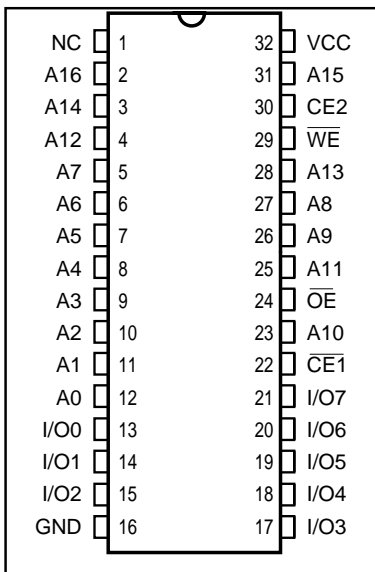 NC 1 32 VCC
A16 2 31 A15
A14 3 30 CE2
A12 4 29 W̅E̅
A7 5 28 A13
A6 6 27 A8
A5 7 26 A9
A4 8 25 A11
A3 9 24 O̅E̅
A2 10 23 A10
A1 11 22 C̅E̅1̅
A0 12 21 I/O7
I/O0 13 20 I/O6
I/O1 14 19 I/O5
I/O2 15 18 I/O4
GND 16 17 I/O3